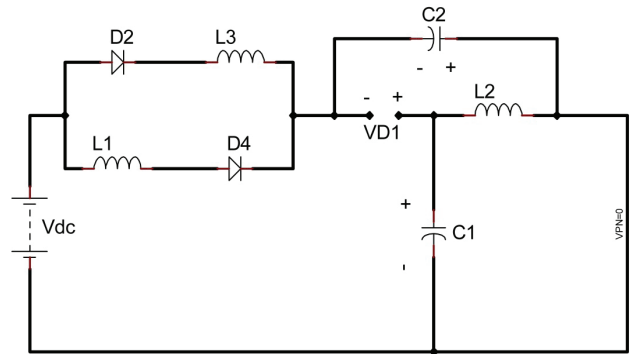 C2
D2
L3
- +
L2
- +
VD1
L1
D4
+
Vdc
C1
VPN=0
-